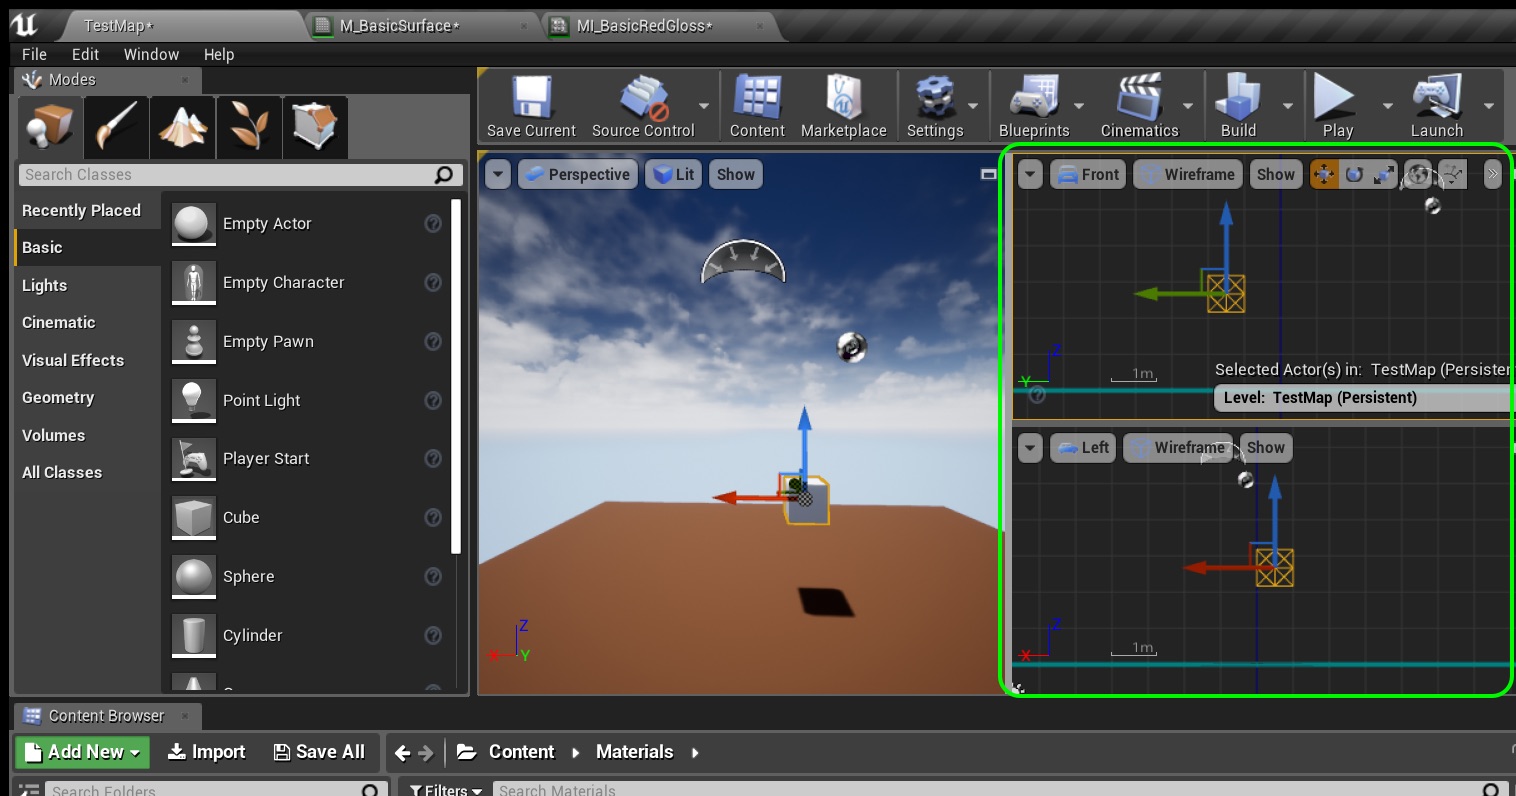 TestMap*
M_BasicSurface*
MI_BasicRedGloss*
File Edit Window Help
Modes
Save Current Source Control Content Marketplace Settings Blueprints Cinematics Build Play Launch
Search Classes
Recently Placed
Basic
Lights
Cinematic
Visual Effects
Geometry
Volumes
All Classes
Empty Actor
Empty Character
Empty Pawn
Point Light
Player Start
Cube
Sphere
Cylinder
Perspective Lit Show
Z
X Y
Front Wireframe Show
Z
Y
1m
Selected Actor(s) in: TestMap (Persister
Level: TestMap (Persistent)
Left Wireframe Show
Z
X
1m
Content Browser
Add New Import Save All Content Materials
Search Folders
Filters Search Materials